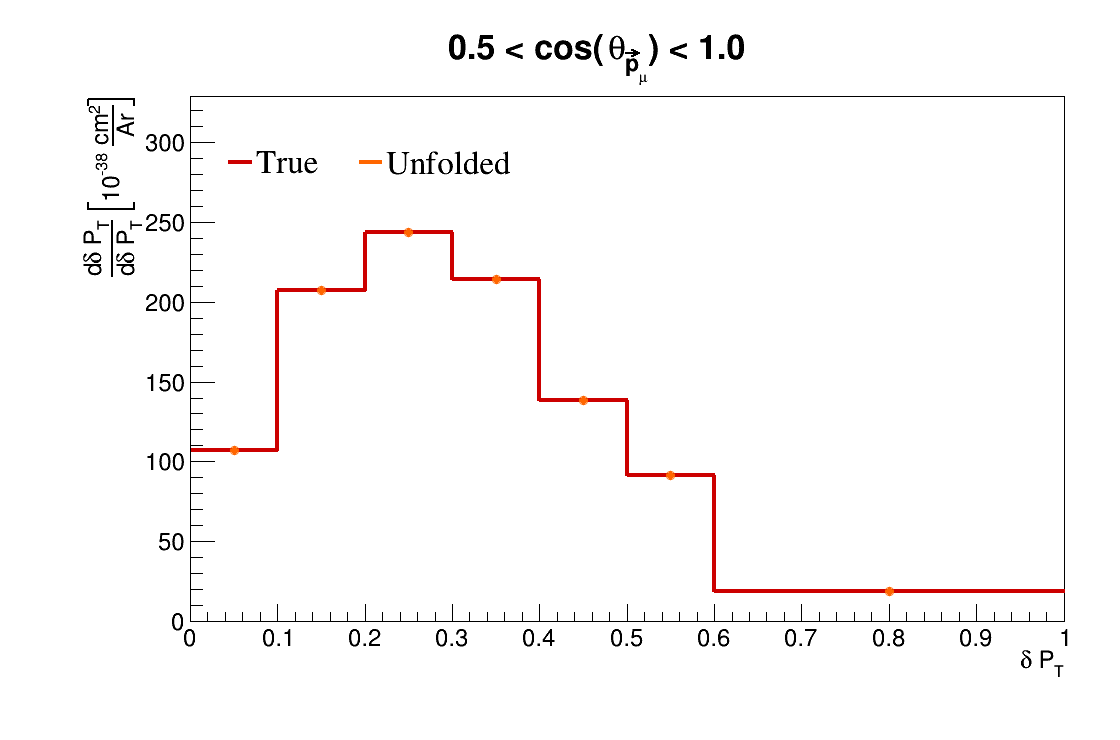 0.5 < cos(θ_{\vec{p}_μ}) < 1.0
dδ P_T / dδ P_T [10^{-38} cm^2 / Ar]
True
Unfolded
300
250
200
150
100
50
0
0 0.1 0.2 0.3 0.4 0.5 0.6 0.7 0.8 0.9 1
δ P_T